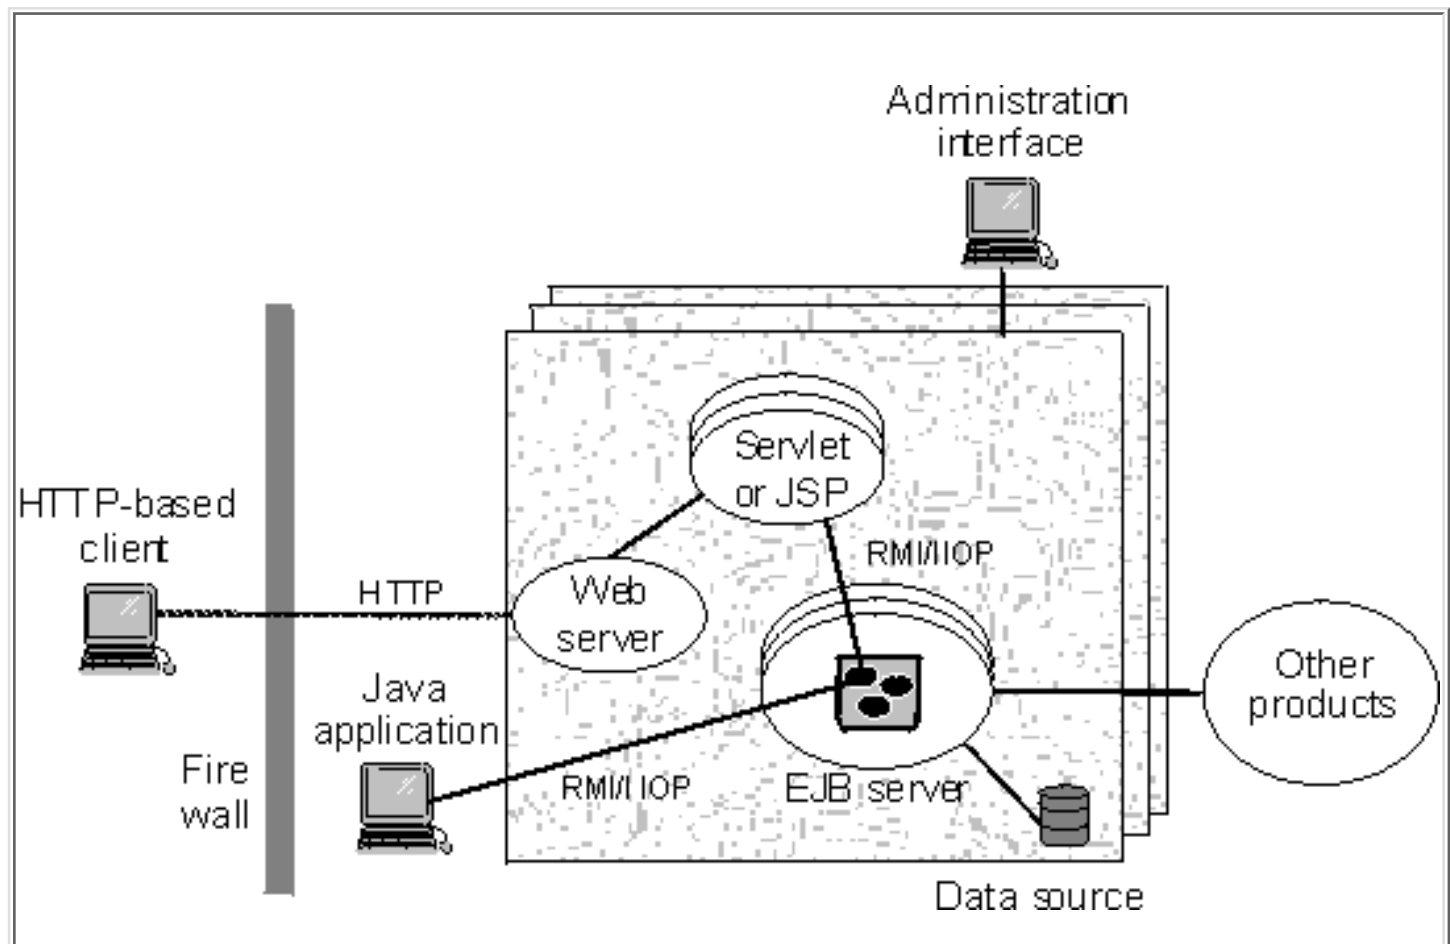 Administration
interface
Servlet
or JSP
HTTP-based
client
RMI/IIOP
HTTP
Web
server
Other
products
Java
application
Fire
wall
RMI/IIOP
EJB server
Data source